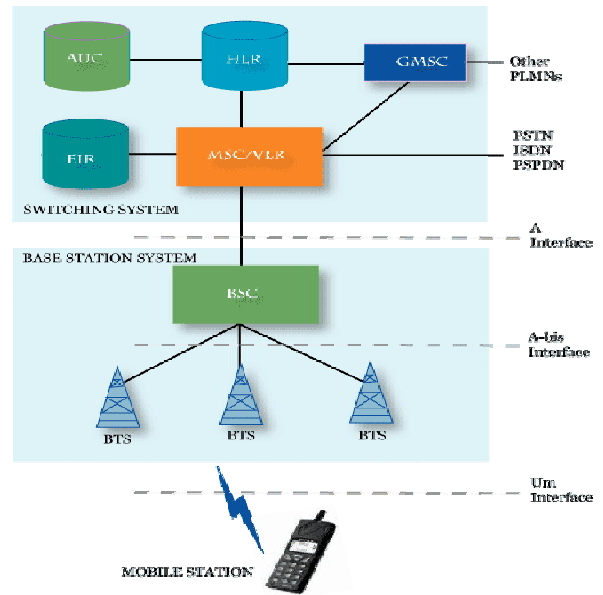 AUC
HLR
GMSC
Other
PLMNs
EIR
MSC/VLR
PSTN
ISDN
PSPDN
SWITCHING SYSTEM
A
Interface
BASE STATION SYSTEM
BSC
A-bis
Interface
BTS
BTS
BTS
Um
Interface
MOBILE STATION